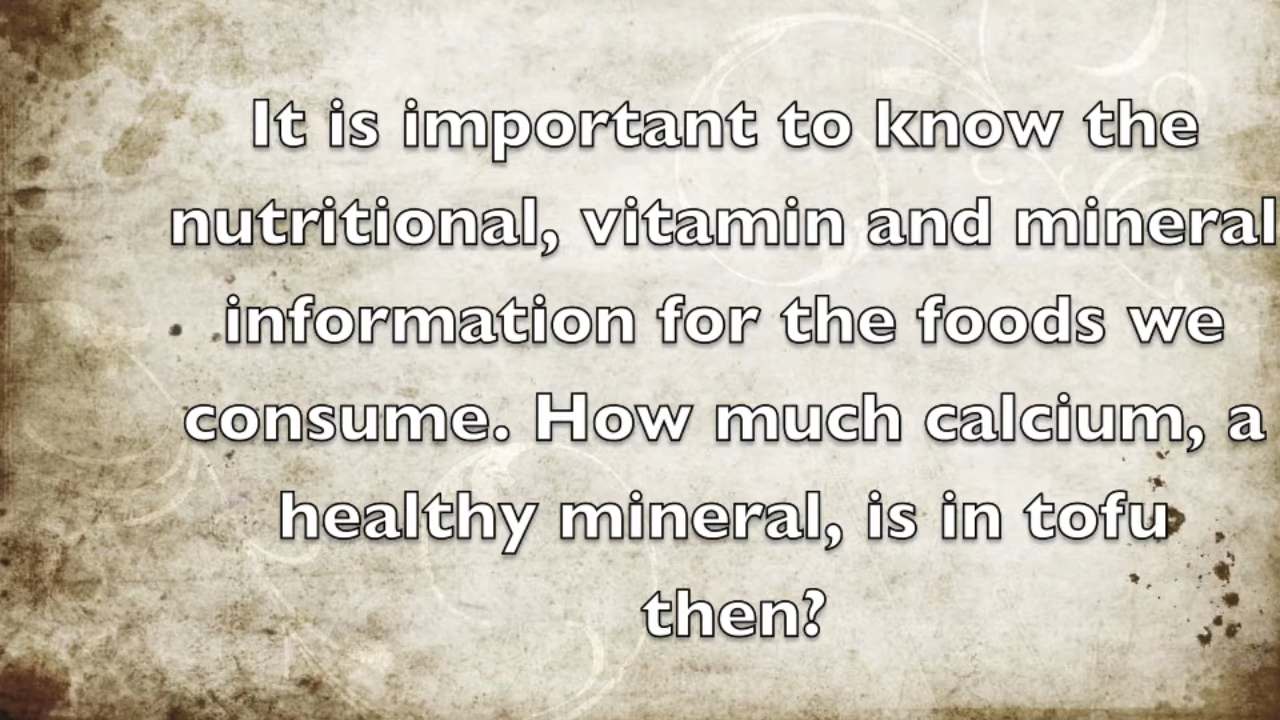 It is important to know the
nutritional, vitamin and mineral
information for the foods we
consume. How much calcium, a
healthy mineral, is in tofu
then?